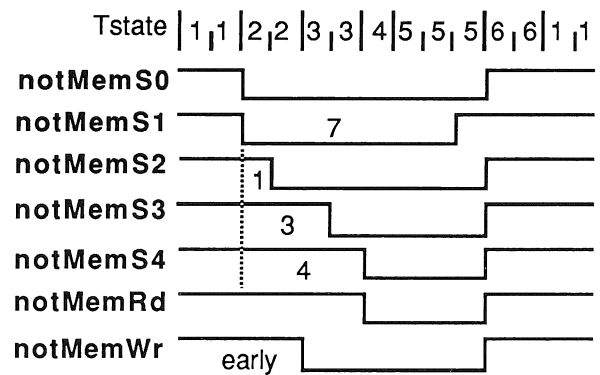 Tstate 1 1 2 2 3 3 4 5 5 5 6 6 1 1
notMemS0
notMemS1 7
notMemS2 1
notMemS3 3
notMemS4 4
notMemRd
notMemWr early